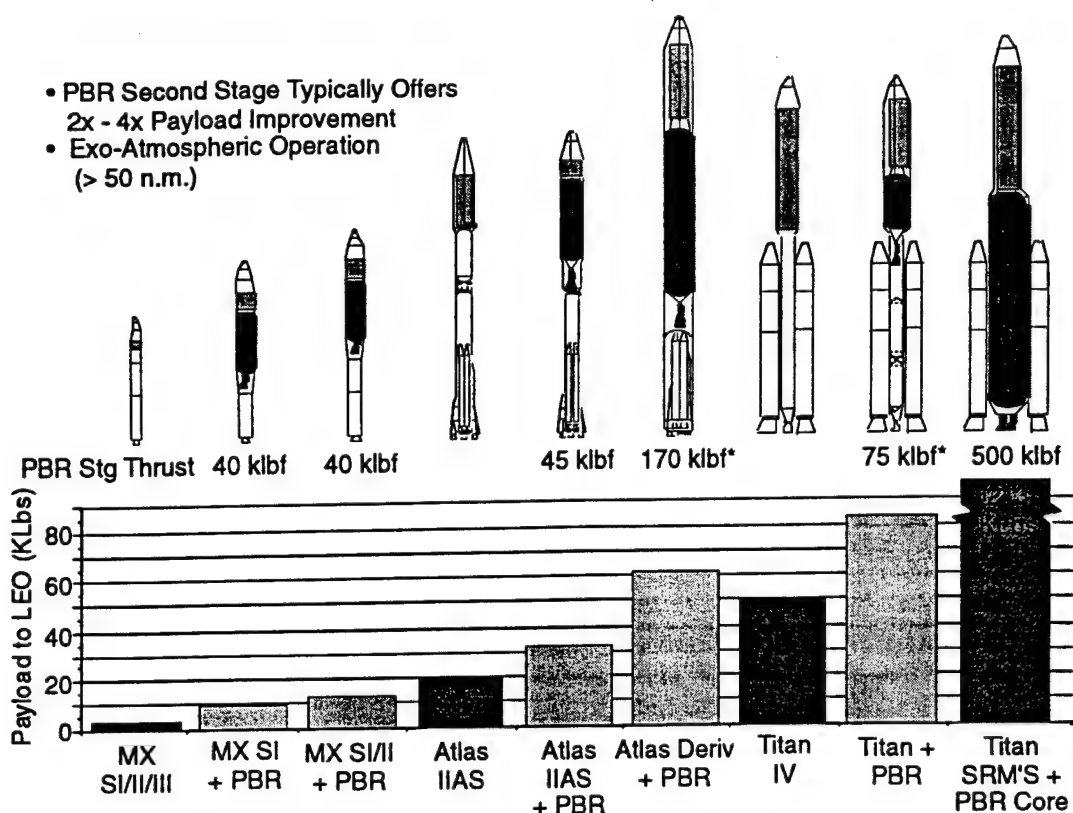 • PBR Second Stage Typically Offers
2x - 4x Payload Improvement
• Exo-Atmospheric Operation
(> 50 n.m.)
PBR Stg Thrust 40 klbf 40 klbf 45 klbf 170 klbf* 75 klbf* 500 klbf
Payload to LEO (KLbs)
80
60
40
20
0
KLbs
MX
SI/II/III
MX SI
+ PBR
MX SI/II
+ PBR
Atlas
IIAS
Atlas
IIAS
+ PBR
Atlas Deriv
+ PBR
Titan
IV
Titan +
PBR
Titan
SRM'S +
PBR Core